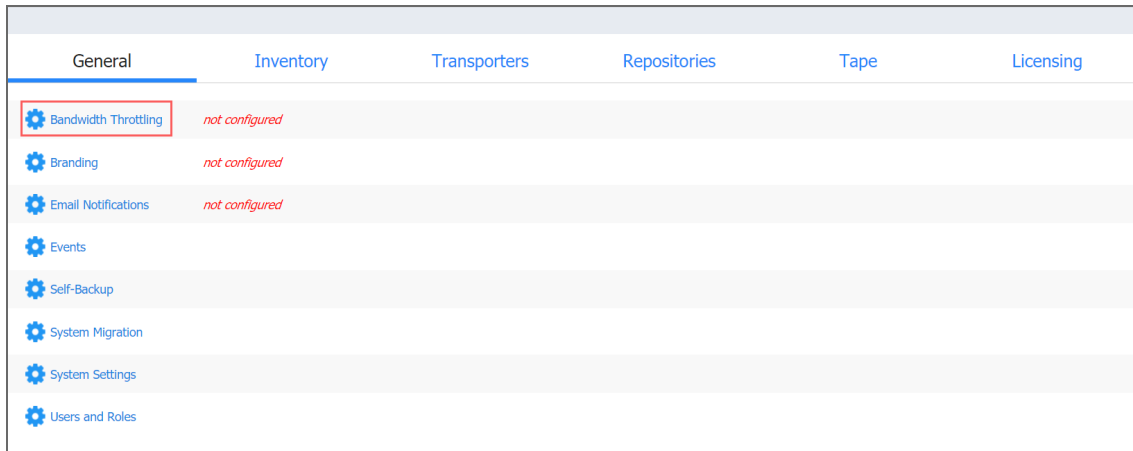 General Inventory Transporters Repositories Tape Licensing
Bandwidth Throttling not configured
Branding not configured
Email Notifications not configured
Events
Self-Backup
System Migration
System Settings
Users and Roles